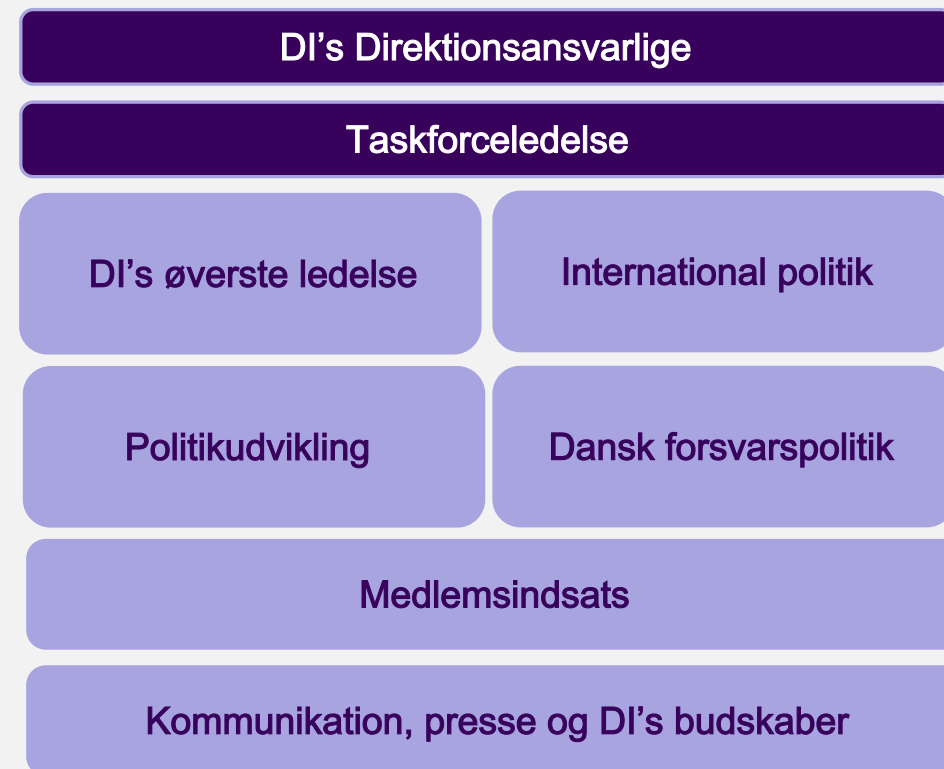 DI’s Direktionsansvarlige
Taskforceledelse
DI’s øverste ledelse
International politik
Politikudvikling
Dansk forsvarspolitik
Medlemsindsats
Kommunikation, presse og DI’s budskaber